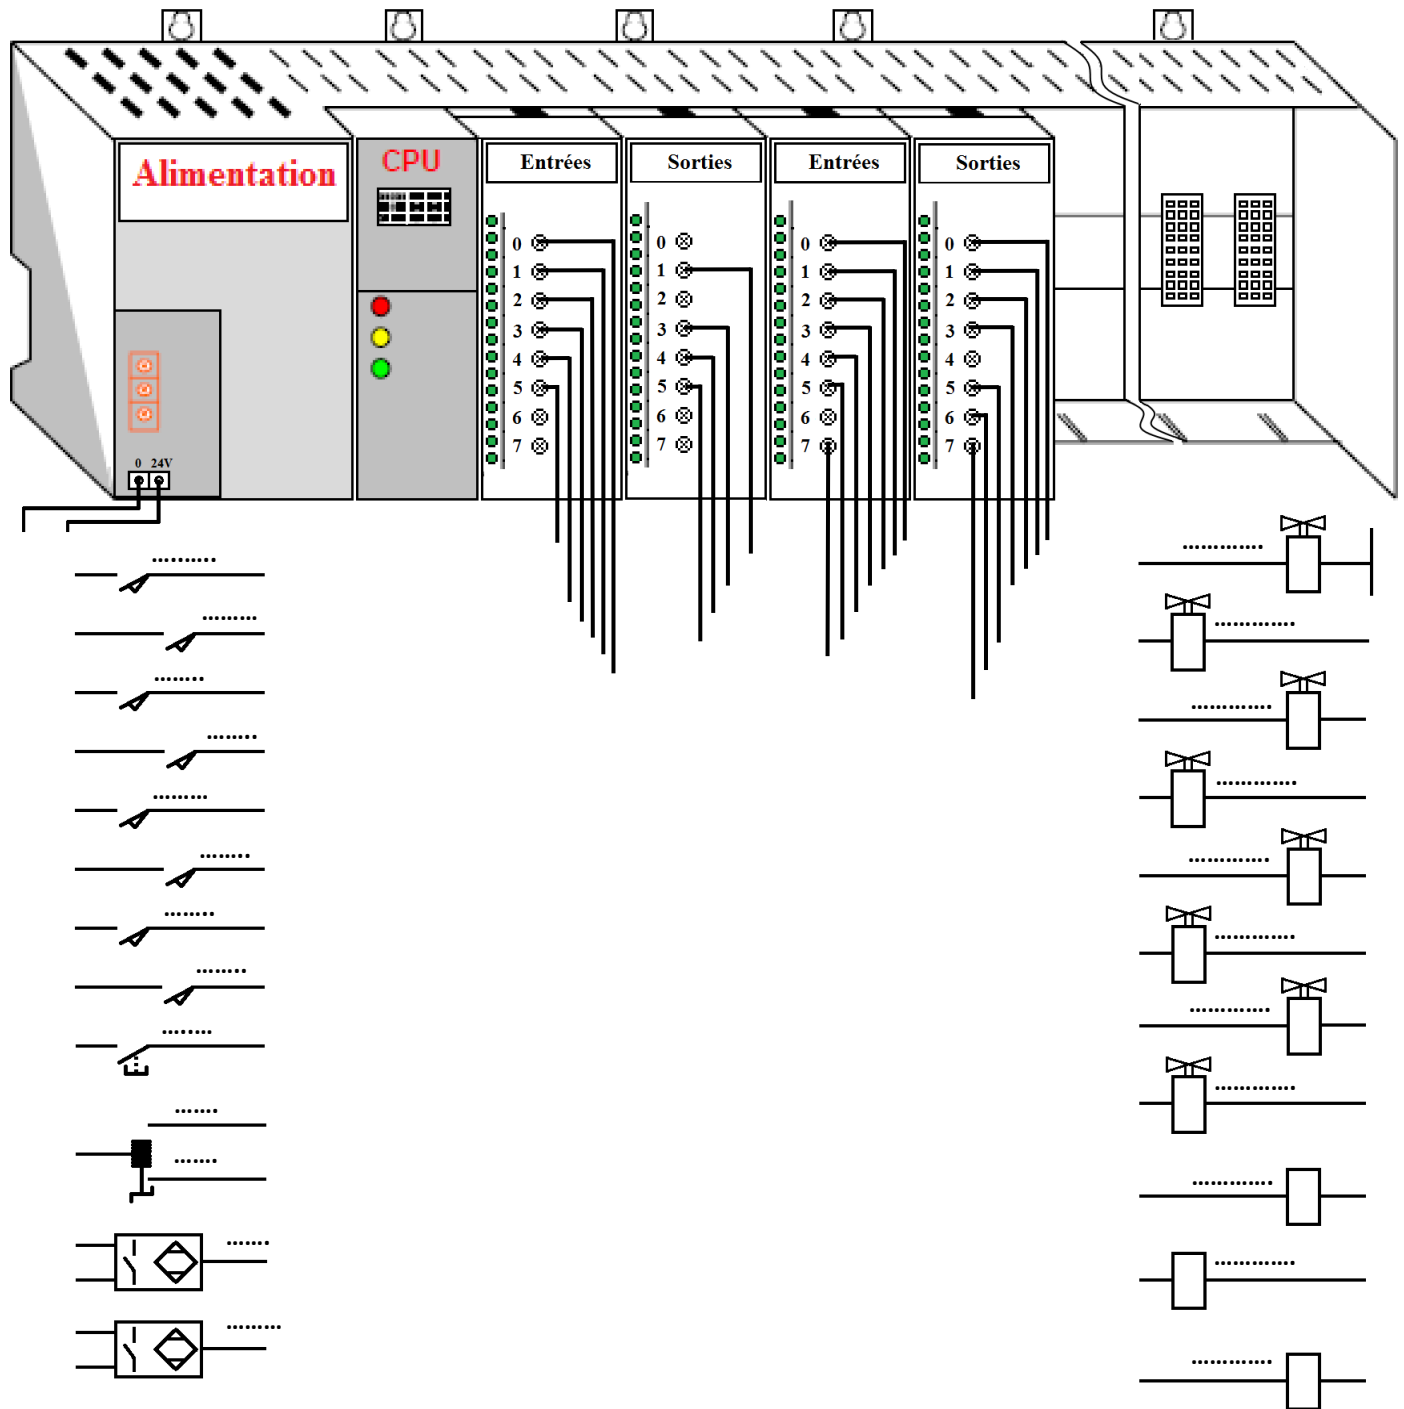 Alimentation
CPU
Entrées
Sorties
Entrées
Sorties
0 0 0 0
1 1 1 1
2 2 2 2
3 3 3 3
4 4 4 4
5 5 5 5
6 6 6 6
7 7 7 7
0 24V